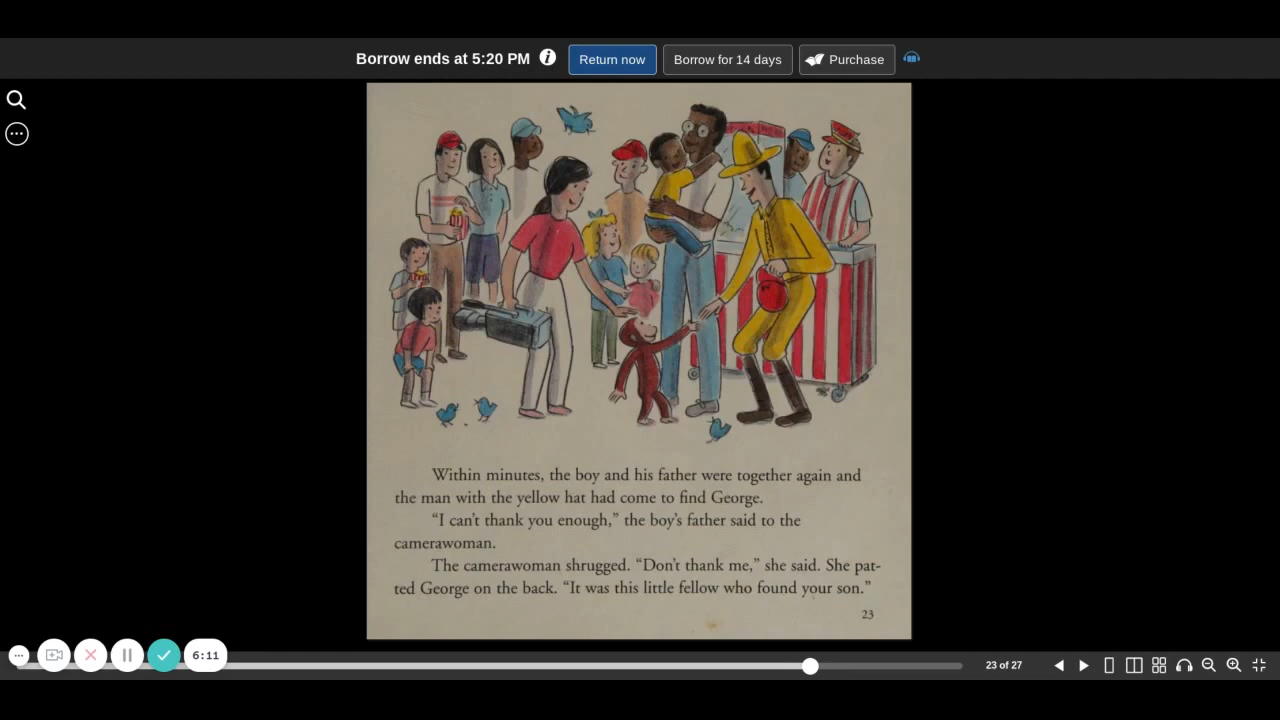 Borrow ends at 5:20 PM
Return now
Borrow for 14 days
Purchase
Within minutes, the boy and his father were together again and
the man with the yellow hat had come to find George.
“I can’t thank you enough,” the boy’s father said to the
camerawoman.
The camerawoman shrugged. “Don’t thank me,” she said. She pat-
ted George on the back. “It was this little fellow who found your son.”
23
6:11
23 of 27